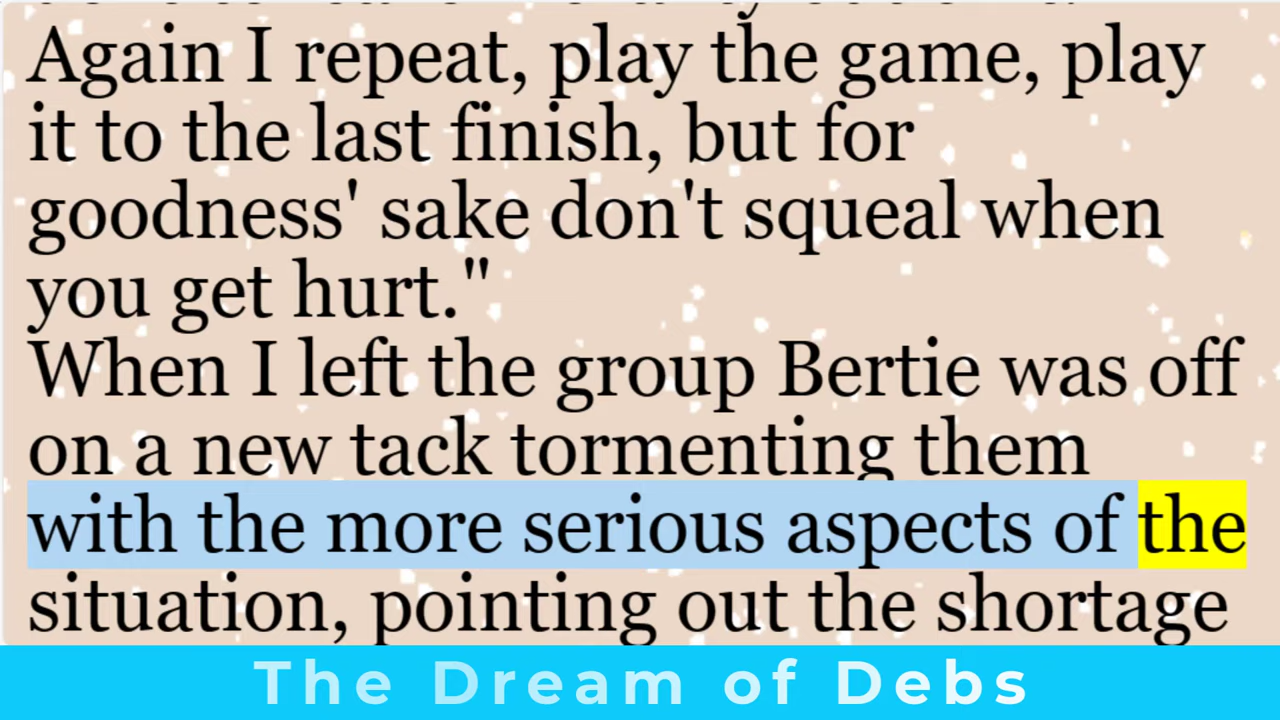 Again I repeat, play the game, play
it to the last finish, but for
goodness' sake don't squeal when
you get hurt."
When I left the group Bertie was off
on a new tack tormenting them
with the more serious aspects of the
situation, pointing out the shortage
The Dream of Debs